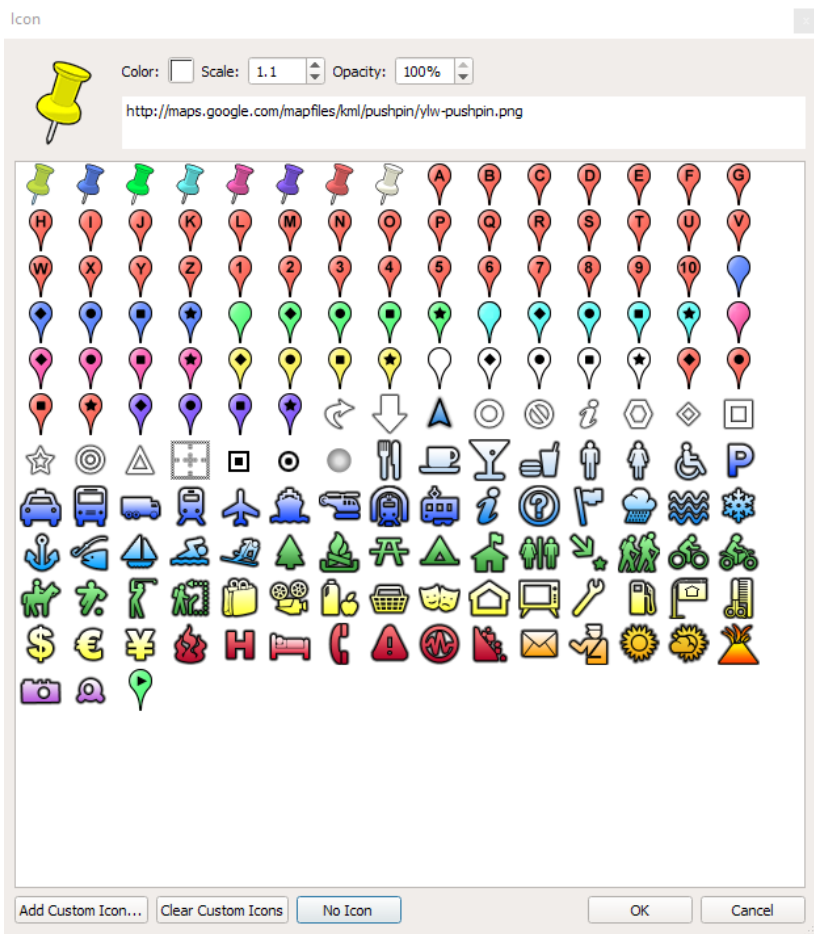 Icon
Color: Scale: 1.1 Opacity: 100%
http://maps.google.com/mapfiles/kml/pushpin/ylw-pushpin.png
A B C D E F G
H I J K L M N O P Q R S T U V
W X Y Z 1 2 3 4 5 6 7 8 9 10
i
P
i ?
$ € ¥ H
Add Custom Icon... Clear Custom Icons No Icon OK Cancel